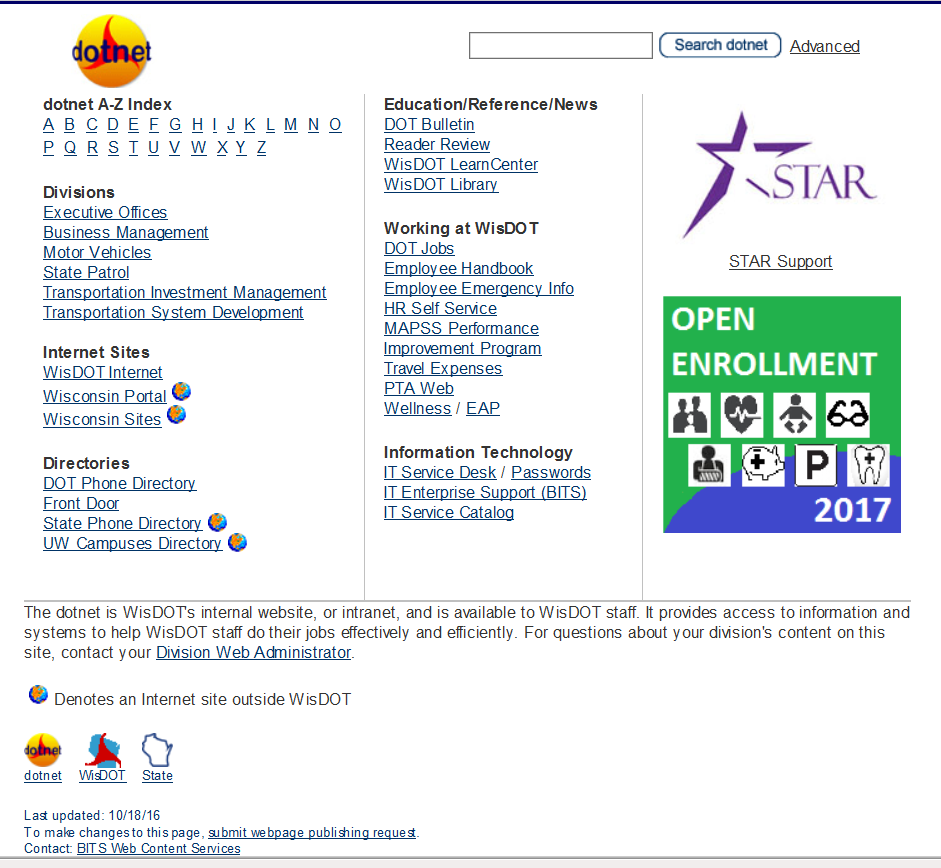 dotnet
Search dotnet Advanced
dotnet A-Z Index
A B C D E F G H I J K L M N O
P Q R S T U V W X Y Z
Divisions
Executive Offices
Business Management
Motor Vehicles
State Patrol
Transportation Investment Management
Transportation System Development
Internet Sites
WisDOT Internet
Wisconsin Portal
Wisconsin Sites
Directories
DOT Phone Directory
Front Door
State Phone Directory
UW Campuses Directory
Education/Reference/News
DOT Bulletin
Reader Review
WisDOT LearnCenter
WisDOT Library
Working at WisDOT
DOT Jobs
Employee Handbook
Employee Emergency Info
HR Self Service
MAPSS Performance
Improvement Program
Travel Expenses
PTA Web
Wellness / EAP
Information Technology
IT Service Desk / Passwords
IT Enterprise Support (BITS)
IT Service Catalog
STAR
STAR Support
OPEN
ENROLLMENT
P
2017
The dotnet is WisDOT's internal website, or intranet, and is available to WisDOT staff. It provides access to information and
systems to help WisDOT staff do their jobs effectively and efficiently. For questions about your division's content on this
site, contact your Division Web Administrator.
Denotes an Internet site outside WisDOT
dotnet
dotnet WisDOT State
Last updated: 10/18/16
To make changes to this page, submit webpage publishing request.
Contact: BITS Web Content Services